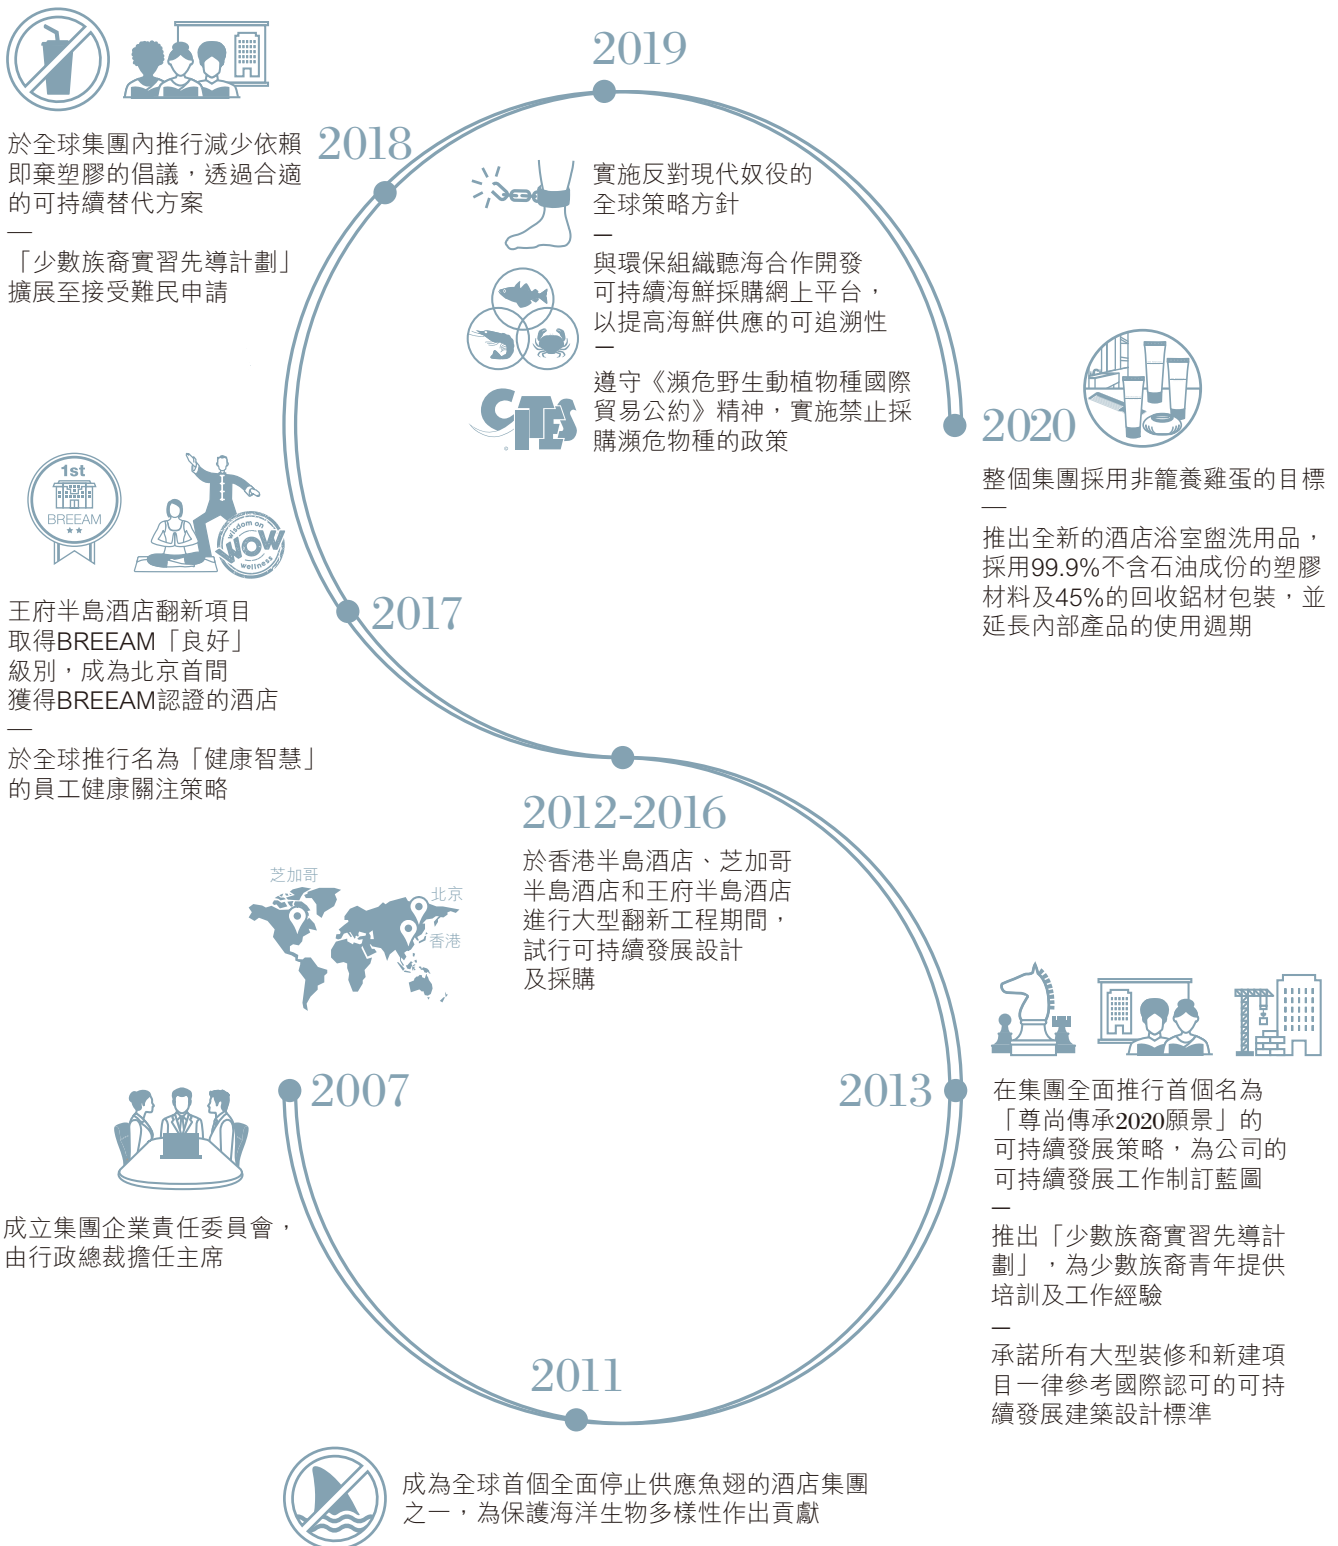 2019
2018
於全球集團內推行減少依賴
即棄塑膠的倡議，透過合適
的可持續替代方案
—
「少數族裔實習先導計劃」
擴展至接受難民申請
實施反對現代奴役的
全球策略方針
—
與環保組織聽海合作開發
可持續海鮮採購網上平台，
以提高海鮮供應的可追溯性
—
遵守《瀕危野生動植物種國際
貿易公約》精神，實施禁止採
購瀕危物種的政策
CITES
2020
整個集團採用非籠養雞蛋的目標
—
推出全新的酒店浴室盥洗用品，
採用99.9%不含石油成份的塑膠
材料及45%的回收鋁材包裝，並
延長內部產品的使用週期
1st
BREEAM
wisdom on
WOW
wellness
2017
王府半島酒店翻新項目
取得BREEAM「良好」
級別，成為北京首間
獲得BREEAM認證的酒店
—
於全球推行名為「健康智慧」
的員工健康關注策略
2012-2016
於香港半島酒店、芝加哥
半島酒店和王府半島酒店
進行大型翻新工程期間，
試行可持續發展設計
及採購
芝加哥
北京
香港
2013
在集團全面推行首個名為
「尊尚傳承2020願景」的
可持續發展策略，為公司的
可持續發展工作制訂藍圖
—
推出「少數族裔實習先導計
劃」，為少數族裔青年提供
培訓及工作經驗
—
承諾所有大型裝修和新建項
目一律參考國際認可的可持
續發展建築設計標準
2007
成立集團企業責任委員會，
由行政總裁擔任主席
2011
成為全球首個全面停止供應魚翅的酒店集團
之一，為保護海洋生物多樣性作出貢獻